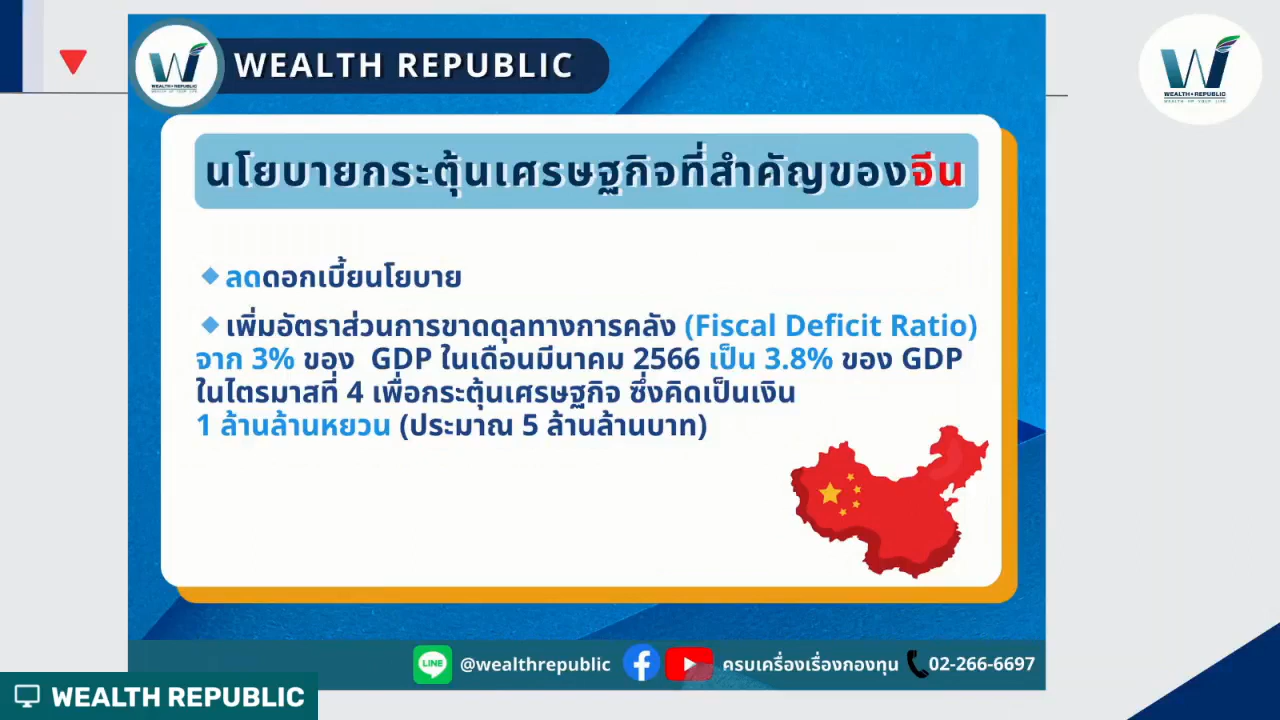 WEALTH REPUBLIC
WEALTH REPUBLIC
WEALTH OF YOUR LIFE
นโยบายกระตุ้นเศรษฐกิจที่สำคัญของจีน
ลดดอกเบี้ยนโยบาย
เพิ่มอัตราส่วนการขาดดุลทางการคลัง (Fiscal Deficit Ratio)
จาก 3% ของ GDP ในเดือนมีนาคม 2566 เป็น 3.8% ของ GDP
ในไตรมาสที่ 4 เพื่อกระตุ้นเศรษฐกิจ ซึ่งคิดเป็นเงิน
1 ล้านล้านหยวน (ประมาณ 5 ล้านล้านบาท)
LINE @wealthrepublic ครบเครื่องเรื่องกองทุน 02-266-6697
WEALTH REPUBLIC